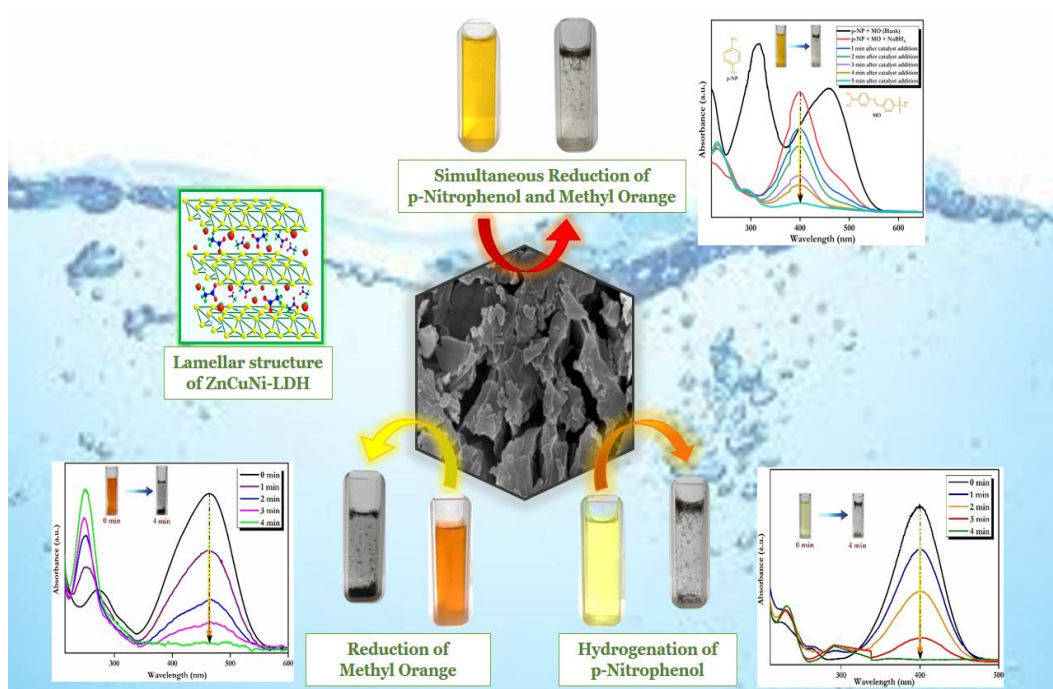 Simultaneous Reduction of
p-Nitrophenol and Methyl Orange
p-NP + MO (Blank)
p-NP + MO + NaBH₄
1 min after catalyst addition
2 min after catalyst addition
3 min after catalyst addition
4 min after catalyst addition
5 min after catalyst addition
p-NP
MO
Absorbance (a.u.)
300
400
500
600
Wavelength (nm)
Lamellar structure
of ZnCuNi-LDH
0 min
1 min
2 min
3 min
4 min
0 min
4 min
Absorbance (a.u.)
300
400
500
600
Wavelength (nm)
Reduction of
Methyl Orange
Hydrogenation of
p-Nitrophenol
0 min
1 min
2 min
3 min
4 min
0 min
4 min
Absorbance (a.u.)
300
400
500
Wavelength (nm)